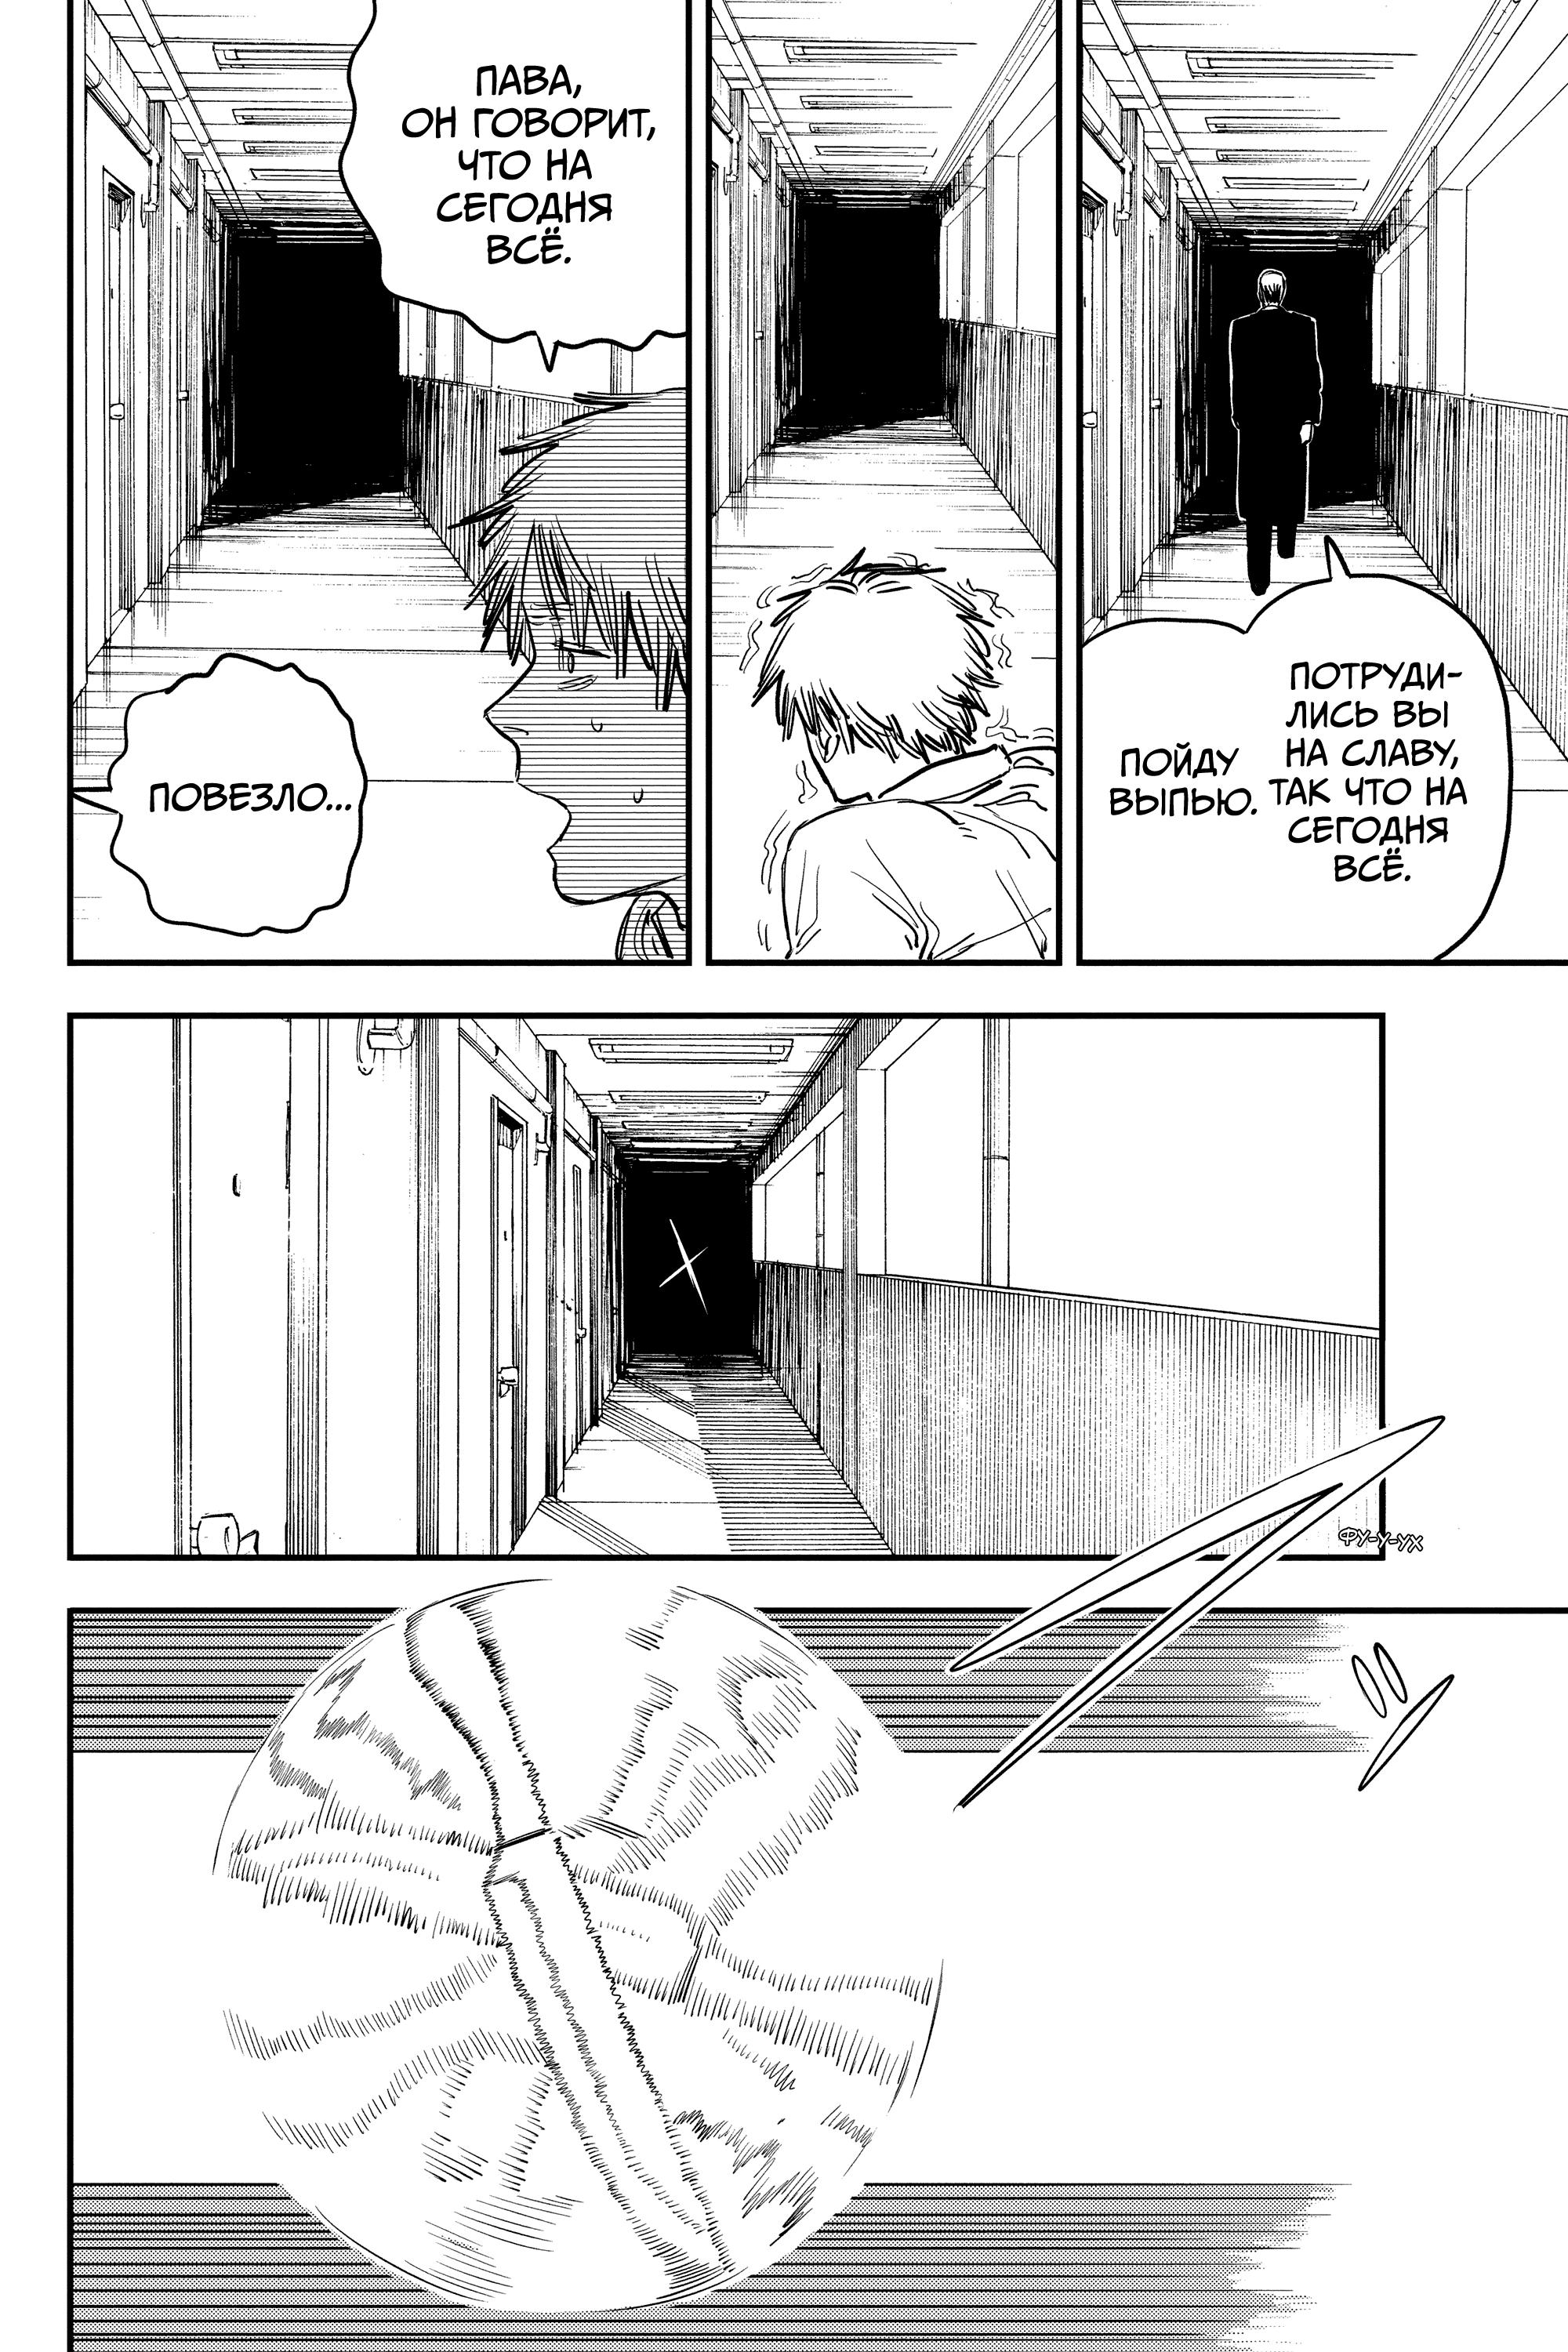 ПОТРУДИ-
ЛИСЬ ВЫ
НА СЛАВУ,
ТАК ЧТО НА
СЕГОДНЯ
ВСЁ.
ПОЙДУ
ВЫПЬЮ.
ПАВА,
ОН ГОВОРИТ,
ЧТО НА
СЕГОДНЯ
ВСЁ.
ПОВЕЗЛО...
ФУ-У-УХ